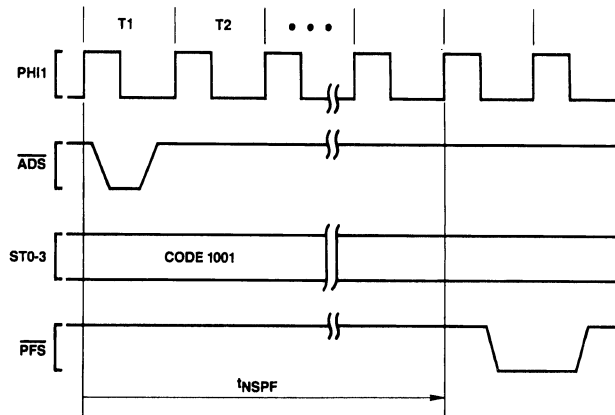 T1 T2 • • •
PHI1
ADS
ST0-3 CODE 1001
PFS
tNSPF